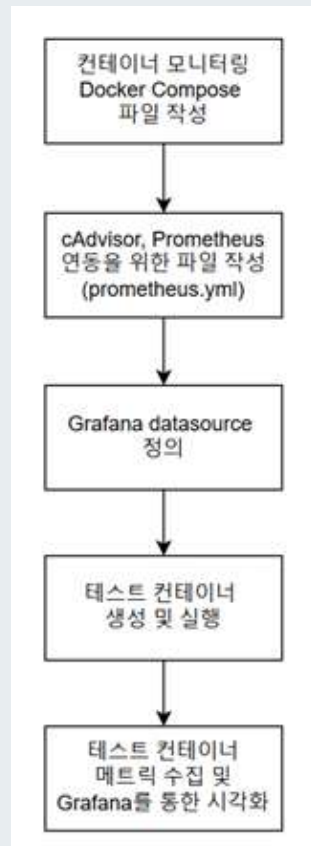 컨테이너 모니터링
Docker Compose
파일 작성
cAdvisor, Prometheus
연동을 위한 파일 작성
(prometheus.yml)
Grafana datasource
정의
테스트 컨테이너
생성 및 실행
테스트 컨테이너
메트릭 수집 및
Grafana를 통한 시각화